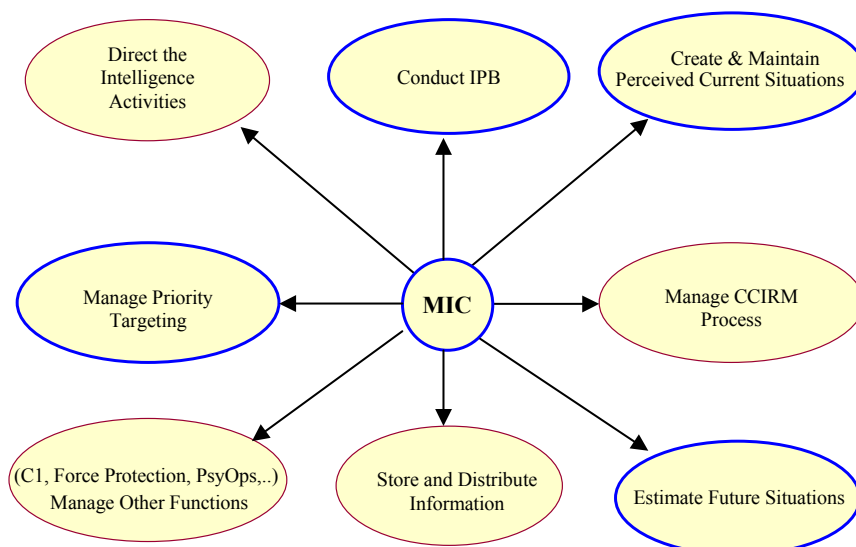 Direct the
Intelligence
Activities
Conduct IPB
Create & Maintain
Perceived Current Situations
Manage Priority
Targeting
MIC
Manage CCIRM
Process
(C1, Force Protection, PsyOps,..)
Manage Other Functions
Store and Distribute
Information
Estimate Future Situations